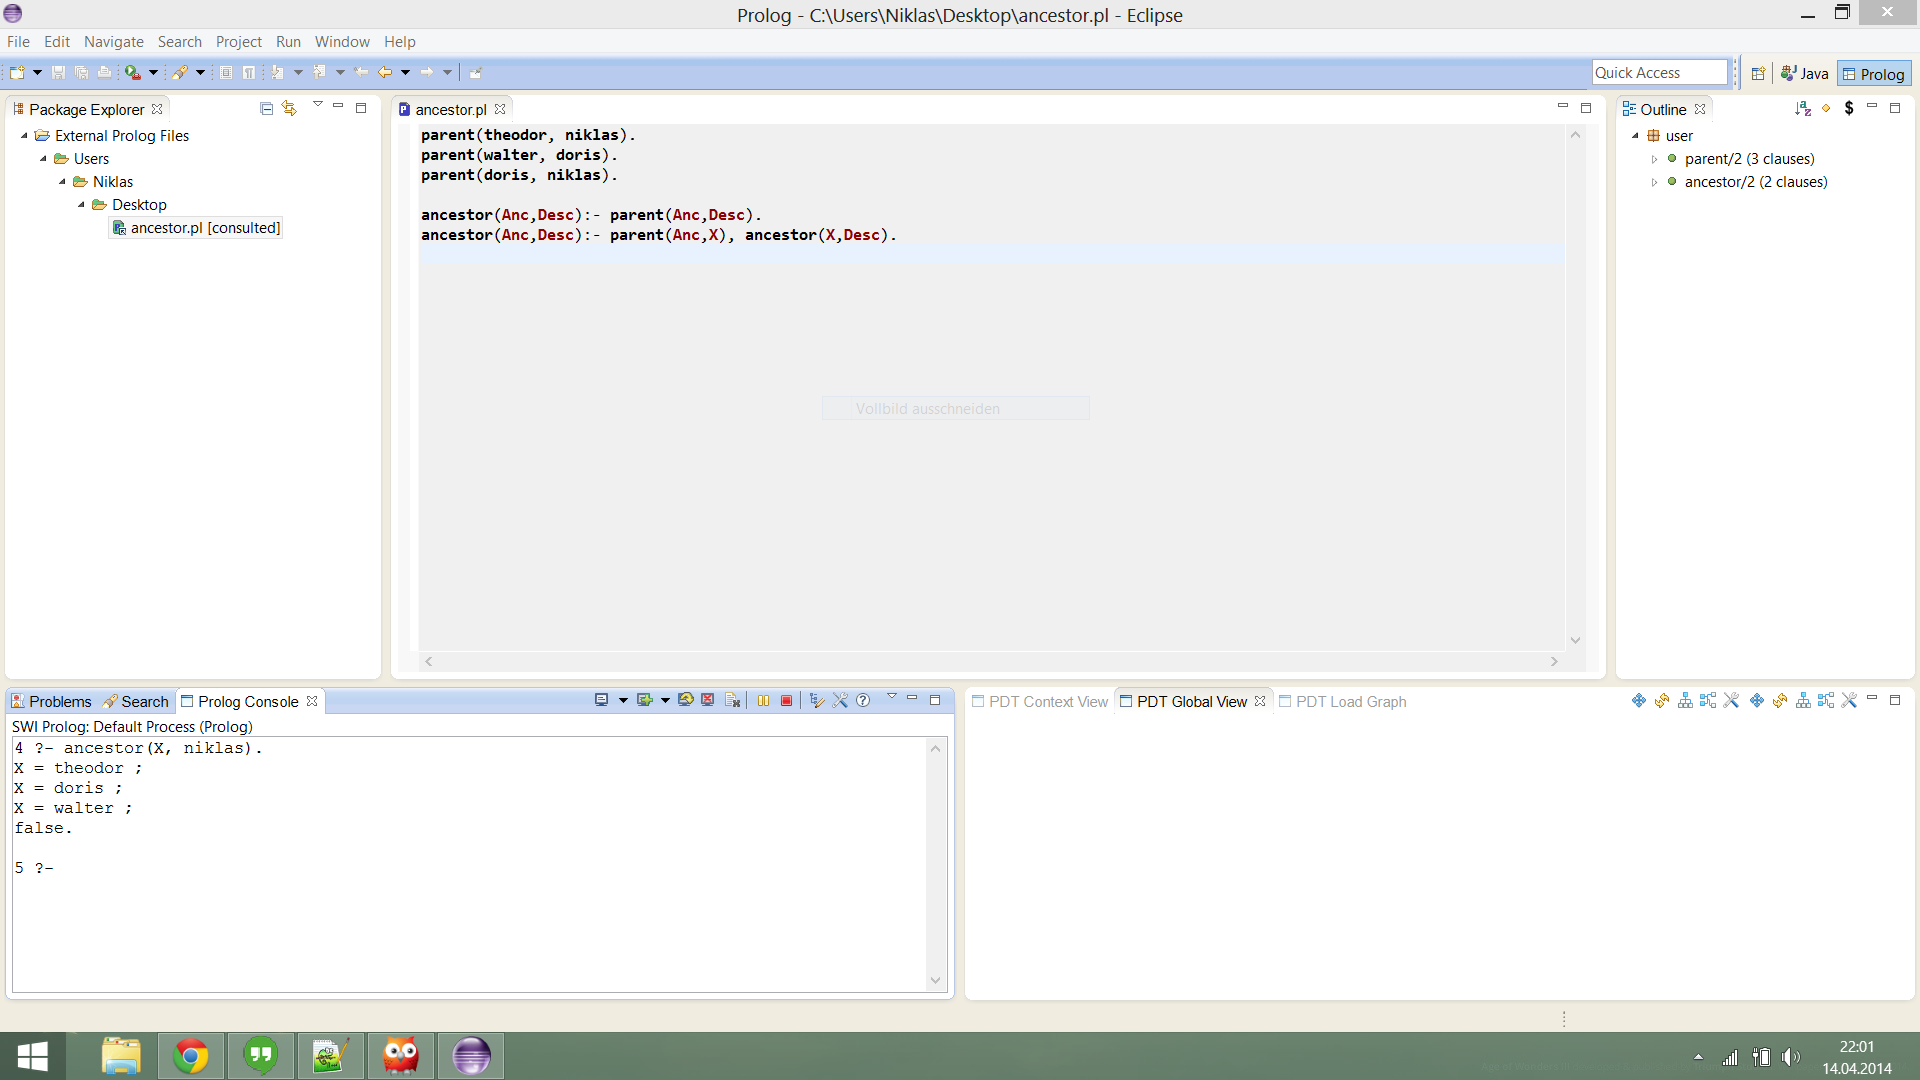 Prolog - C:\Users\Niklas\Desktop\ancestor.pl - Eclipse
File Edit Navigate Search Project Run Window Help
Quick Access
Java
Prolog
Package Explorer
External Prolog Files
Users
Niklas
Desktop
ancestor.pl [consulted]
ancestor.pl
parent(theodor, niklas).
parent(walter, doris).
parent(doris, niklas).
ancestor(Anc,Desc):- parent(Anc,Desc).
ancestor(Anc,Desc):- parent(Anc,X), ancestor(X,Desc).
Vollbild ausschneiden
Outline
user
parent/2 (3 clauses)
ancestor/2 (2 clauses)
Problems Search Prolog Console
SWI Prolog: Default Process (Prolog)
4 ?- ancestor(X, niklas).
X = theodor ;
X = doris ;
X = walter ;
false.
5 ?-
PDT Context View PDT Global View PDT Load Graph
22:01
14.04.2014